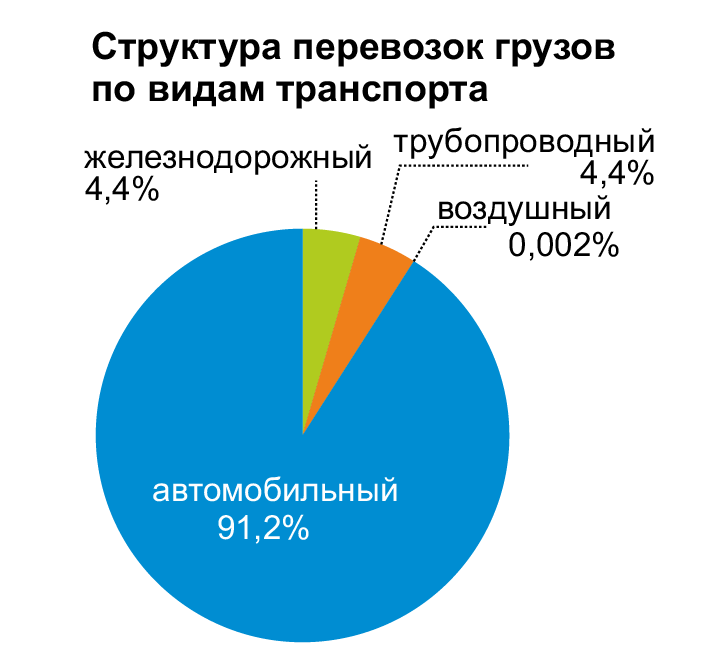 Структура перевозок грузов
по видам транспорта
железнодорожный
4,4%
трубопроводный
4,4%
воздушный
0,002%
автомобильный
91,2%